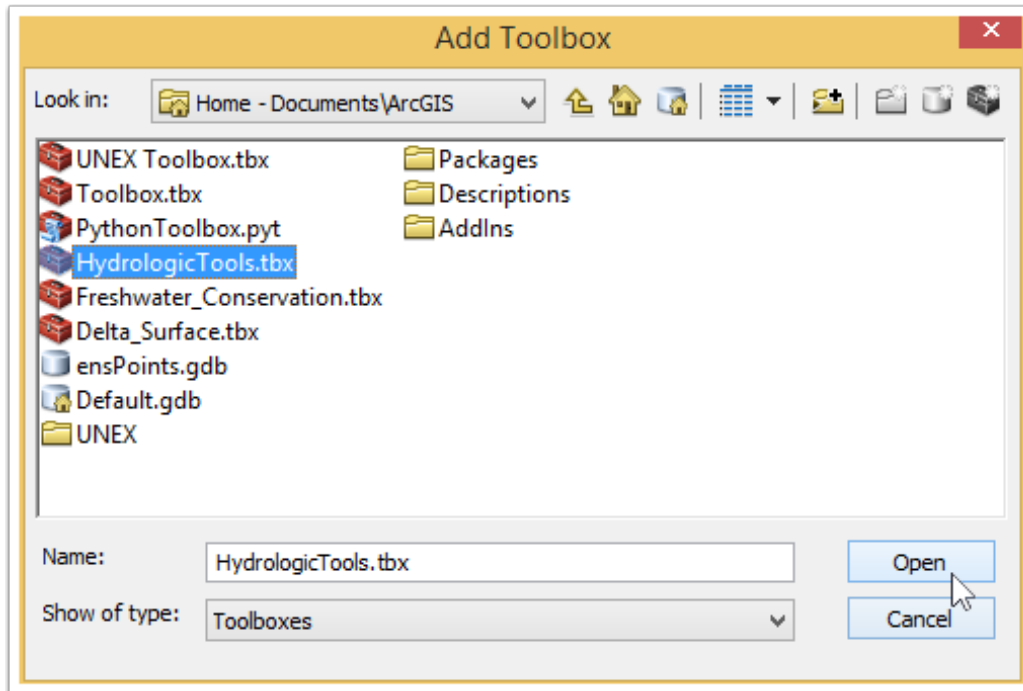 Add Toolbox
Look in:
Home - Documents\ArcGIS
UNEX Toolbox.tbx
Toolbox.tbx
PythonToolbox.pyt
HydrologicTools.tbx
Freshwater_Conservation.tbx
Delta_Surface.tbx
ensPoints.gdb
Default.gdb
UNEX
Packages
Descriptions
AddIns
Name:
HydrologicTools.tbx
Open
Show of type:
Toolboxes
Cancel